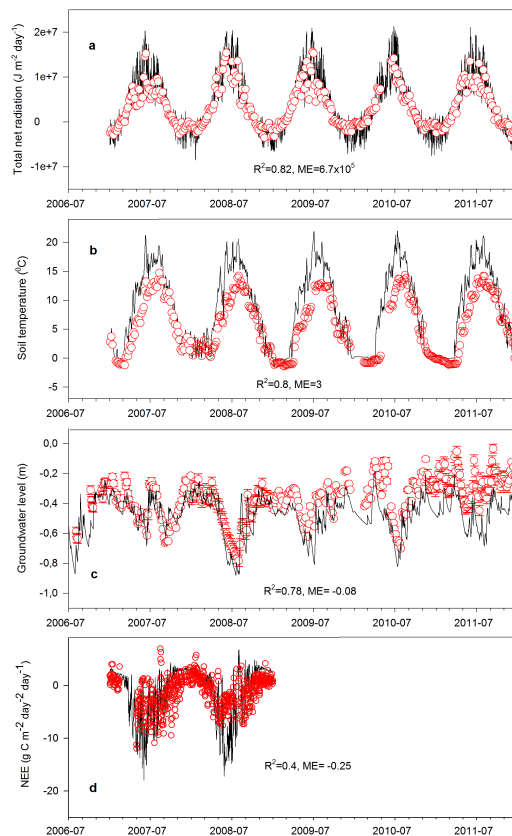 Total net radiation (J m-2 day-1)
2e+7
a
1e+7
0
-1e+7
R2=0.82, ME=6.7x105
2006-07 2007-07 2008-07 2009-07 2010-07 2011-07
Soil temperature (0C)
20
b
15
10
5
0
-5
R2=0.8, ME=3
2006-07 2007-07 2008-07 2009-07 2010-07 2011-07
Groundwater level (m)
0,0
-0,2
-0,4
-0,6
-0,8
-1,0
c
R2=0.78, ME= -0.08
2006-07 2007-07 2008-07 2009-07 2010-07 2011-07
NEE (g C m-2 day-2 day-1)
0
-10
-20
R2=0.4, ME= -0.25
d
2006-07 2007-07 2008-07 2009-07 2010-07 2011-07